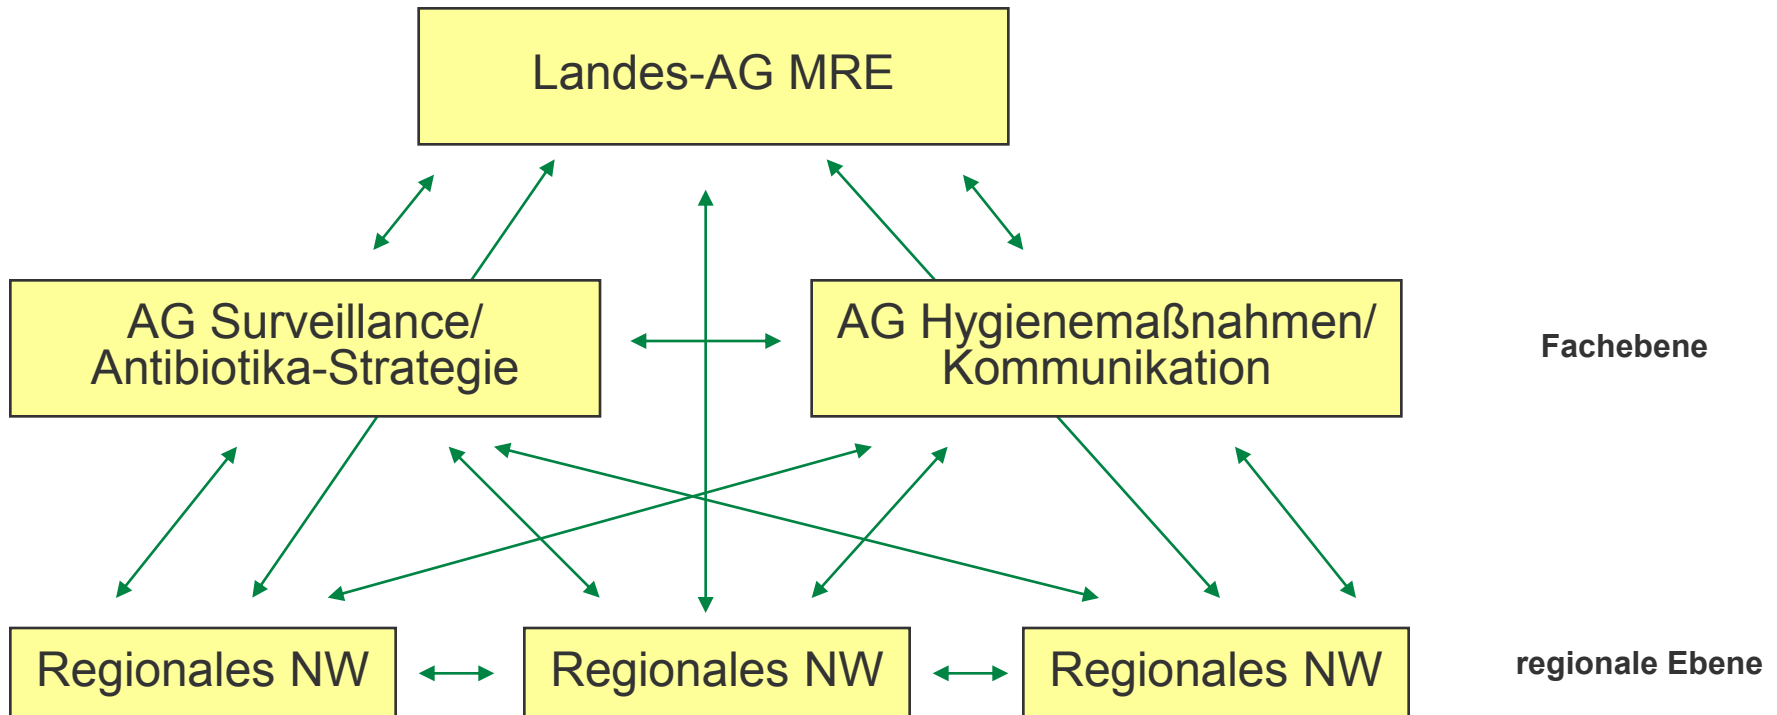 Landes-AG MRE
AG Surveillance/
Antibiotika-Strategie
AG Hygienemaßnahmen/
Kommunikation
Fachebene
Regionales NW
Regionales NW
Regionales NW
regionale Ebene